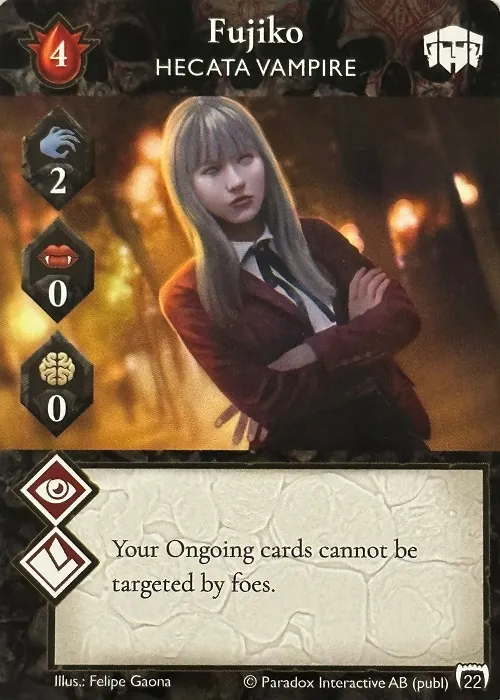 Fujiko
4
HECATA VAMPIRE
2
0
0
Your Ongoing cards cannot be
targeted by foes.
Illus.: Felipe Gaona
© Paradox Interactive AB (publ)
22